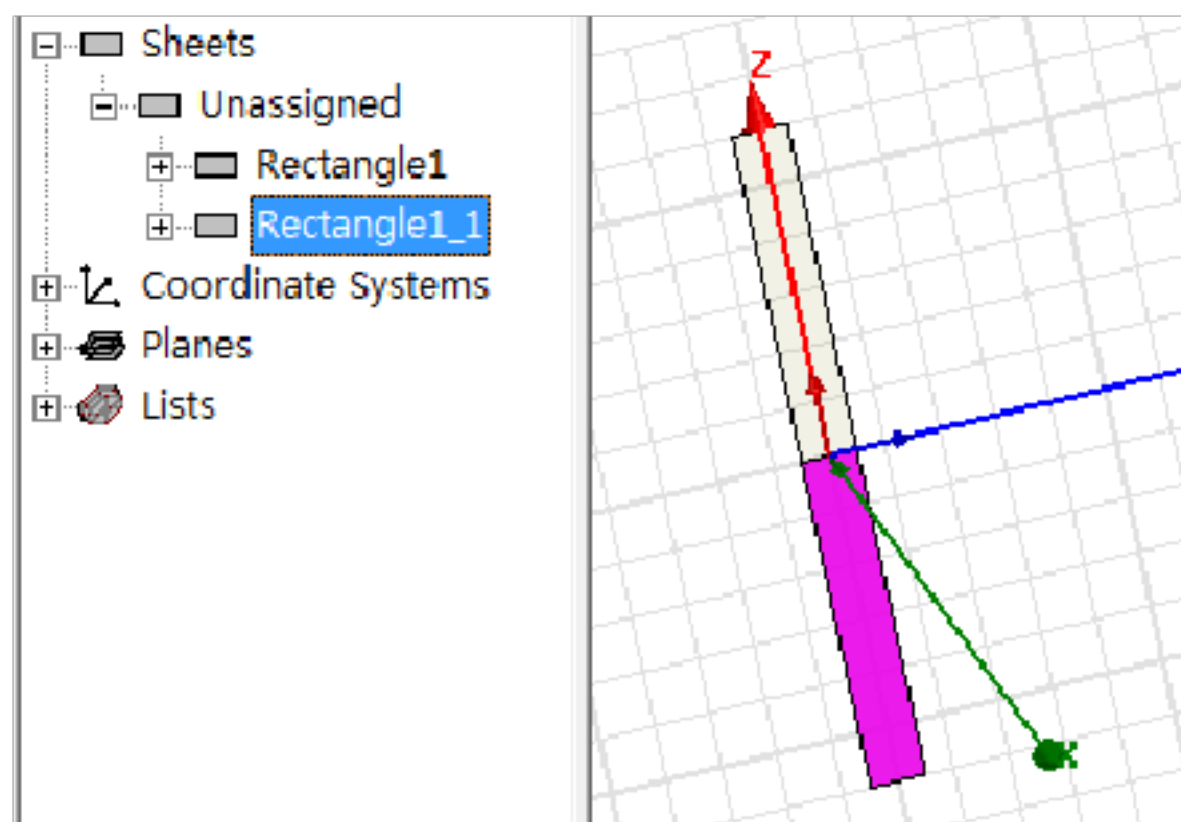 Sheets
Unassigned
Rectangle1
Rectangle1_1
Coordinate Systems
Planes
Lists
Z
X